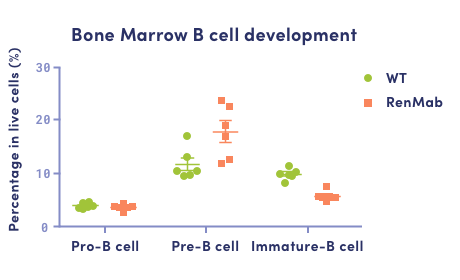 Bone Marrow B cell development
Percentage in live cells (%)
30
20
10
0
Pro-B cell Pre-B cell Immature-B cell
WT
RenMab